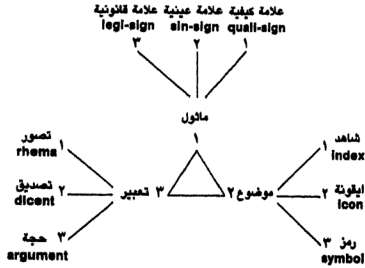 علامة كيفية علامة عينية علامة قانونية
legi-sign sin-sign quali-sign
٣ ٢ ١
ماثول
١
تصور ١ شاهد ١
rhema index
تصديق ٢ تعبير ٣ ٢ موضوع ايقونة ٢
dicent icon
حجة ٣ رمز ٣
argument symbol